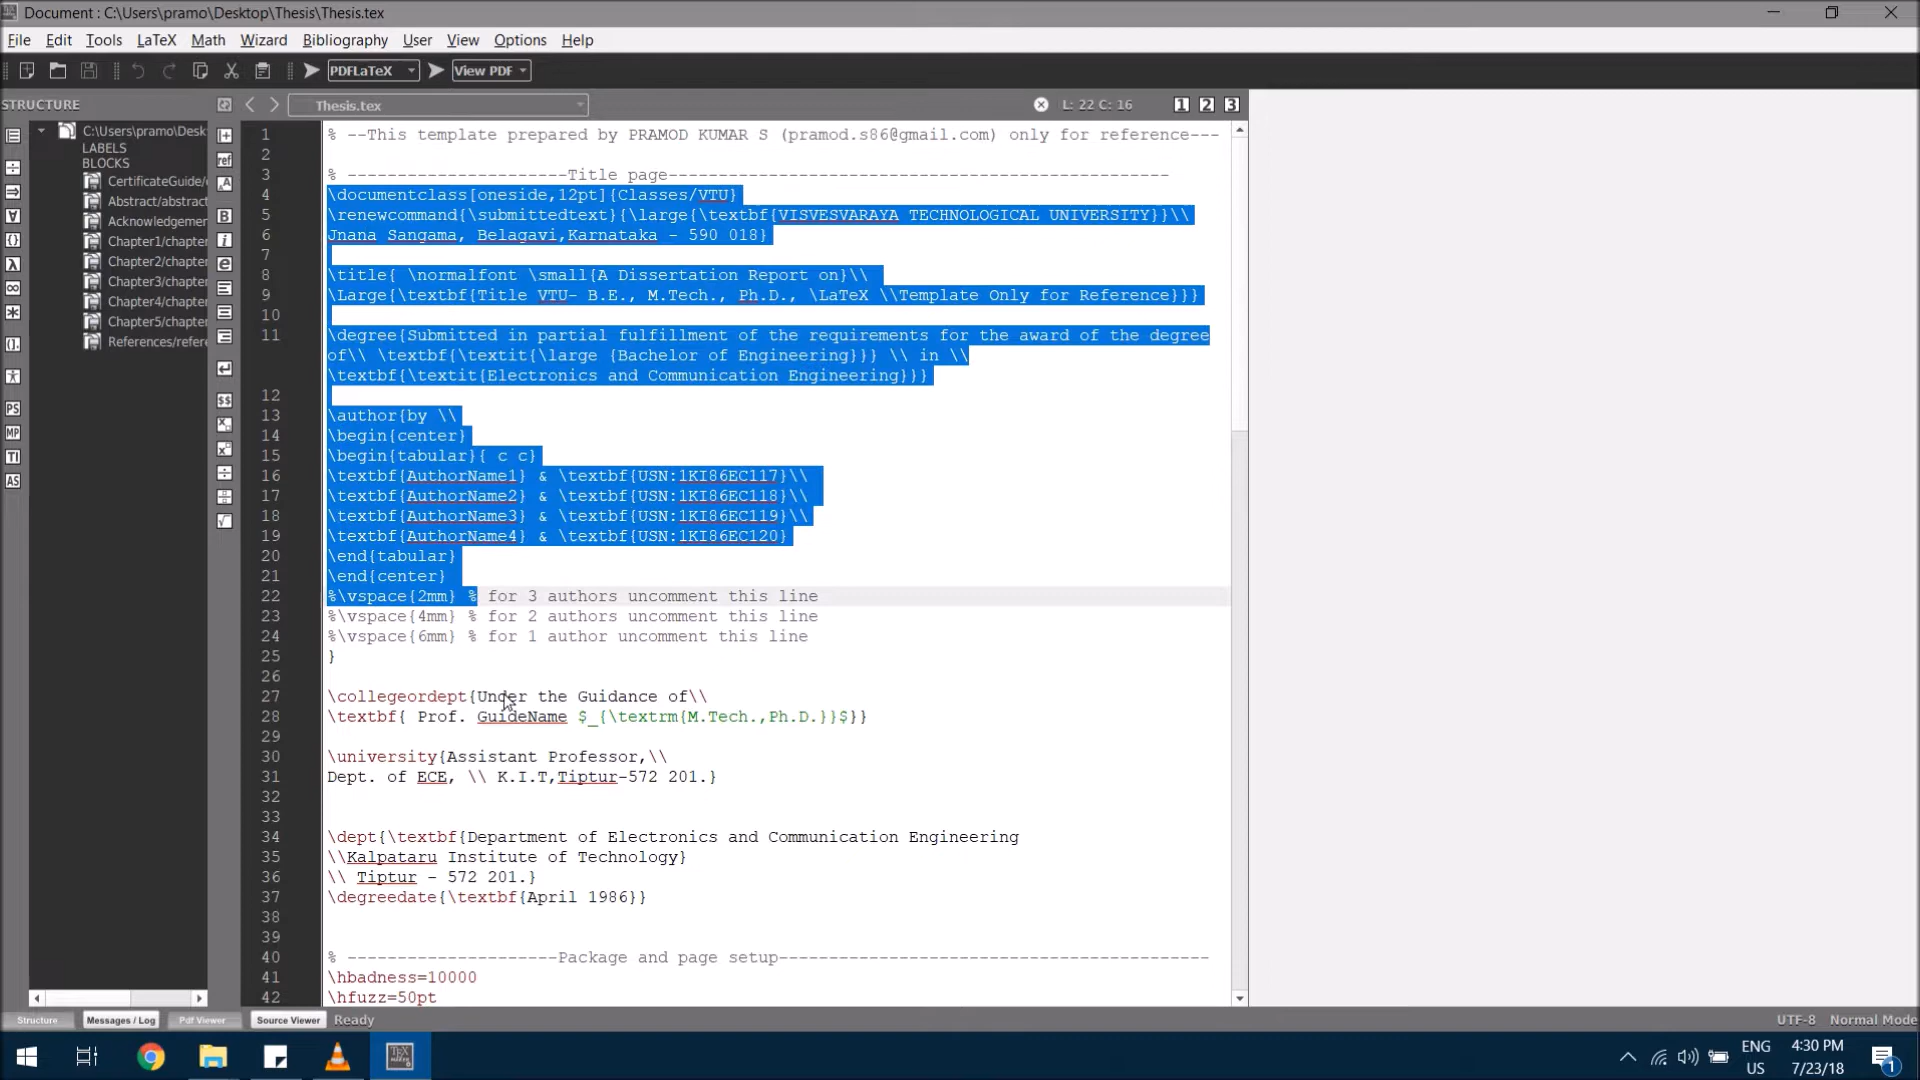 Document : C:\Users\pramo\Desktop\Thesis\Thesis.tex
File Edit Tools LaTeX Math Wizard Bibliography User View Options Help
PDFLaTeX View PDF
STRUCTURE Thesis.tex L: 22 C: 16 1 2 3
C:\Users\pramo\Desk
LABELS
BLOCKS
CertificateGuide/
Abstract/abstract
Acknowledgemen
Chapter1/chapter
Chapter2/chapter
Chapter3/chapter
Chapter4/chapter
Chapter5/chapter
References/refere
ref
PS
MP
TI
AS
1 % --This template prepared by PRAMOD KUMAR S (pramod.s86@gmail.com) only for reference---
2
3 % ----------------------Title page--------------------------------------------------
4 \documentclass[oneside,12pt]{Classes/VTU}
5 \renewcommand{\submittedtext}{\large{\textbf{VISVESVARAYA TECHNOLOGICAL UNIVERSITY}}\\
6 Jnana Sangama, Belagavi,Karnataka - 590 018}
7
8 \title{ \normalfont \small{A Dissertation Report on}\\
9 \Large{\textbf{Title VTU- B.E., M.Tech., Ph.D., \LaTeX \\Template Only for Reference}}}
10
11 \degree{Submitted in partial fulfillment of the requirements for the award of the degree
of\\ \textbf{\textit{\large {Bachelor of Engineering}}} \\ in \\
\textbf{\textit{Electronics and Communication Engineering}}}
12
13 \author{by \\
14 \begin{center}
15 \begin{tabular}{ c c}
16 \textbf{AuthorName1} & \textbf{USN:1KI86EC117}\\
17 \textbf{AuthorName2} & \textbf{USN:1KI86EC118}\\
18 \textbf{AuthorName3} & \textbf{USN:1KI86EC119}\\
19 \textbf{AuthorName4} & \textbf{USN:1KI86EC120}
20 \end{tabular}
21 \end{center}
22 %\vspace{2mm} % for 3 authors uncomment this line
23 %\vspace{4mm} % for 2 authors uncomment this line
24 %\vspace{6mm} % for 1 author uncomment this line
25 }
26
27 \collegeordept{Under the Guidance of\\
28 \textbf{ Prof. GuideName $_{\textrm{M.Tech.,Ph.D.}}$}}
29
30 \university{Assistant Professor,\\
31 Dept. of ECE, \\ K.I.T,Tiptur-572 201.}
32
33
34 \dept{\textbf{Department of Electronics and Communication Engineering
35 \\Kalpataru Institute of Technology}
36 \\ Tiptur - 572 201.}
37 \degreedate{\textbf{April 1986}}
38
39
40 % ---------------------Package and page setup-------------------------------------------
41 \hbadness=10000
42 \hfuzz=50pt
Structure Messages / Log Pdf Viewer Source Viewer Ready UTF-8 Normal Mode
ENG 4:30 PM
US 7/23/18 1